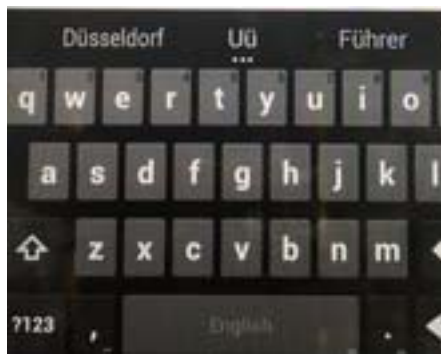 Düsseldorf Uü Führer
q w e r t y u i o
a s d f g h j k l
z x c v b n m
?123 , English .